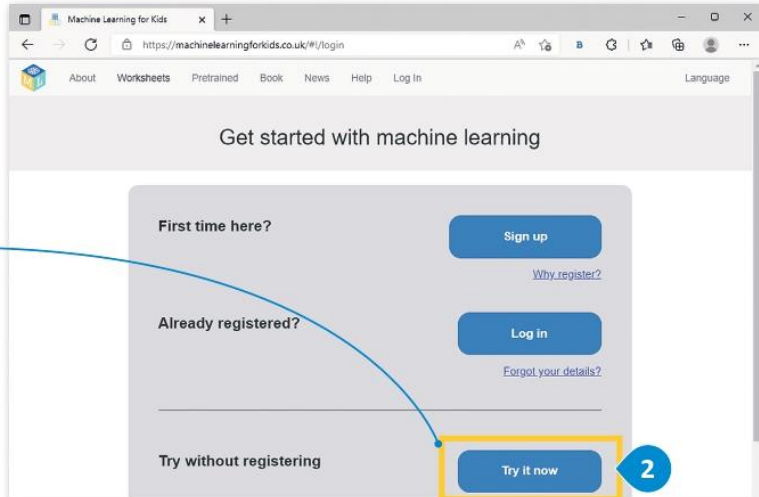 Machine Learning for Kids
https://machinelearningforkids.co.uk/#!/login
About Worksheets Pretrained Book News Help Log In Language
Get started with machine learning
First time here?
Sign up
Why register?
Already registered?
Log in
Forgot your details?
Try without registering
Try it now
2